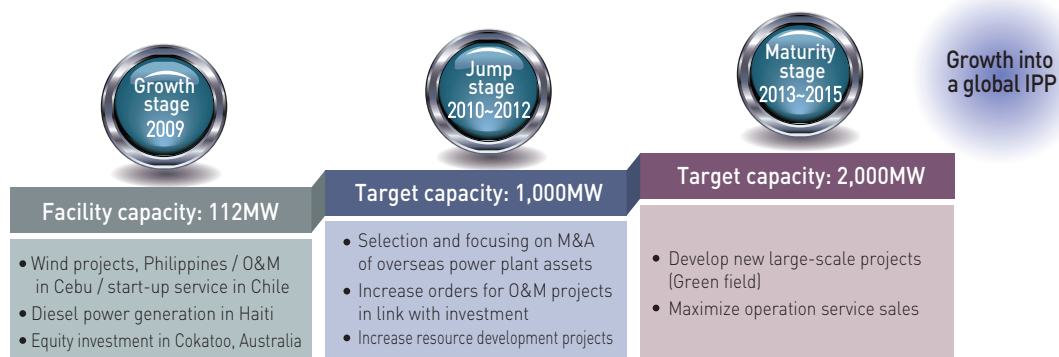 Growth
stage
2009
Jump
stage
2010~2012
Maturity
stage
2013~2015
Growth into
a global IPP
Facility capacity: 112MW
• Wind projects, Philippines / O&M
in Cebu / start-up service in Chile
• Diesel power generation in Haiti
• Equity investment in Cokatoo, Australia
Target capacity: 1,000MW
• Selection and focusing on M&A
of overseas power plant assets
• Increase orders for O&M projects
in link with investment
• Increase resource development projects
Target capacity: 2,000MW
• Develop new large-scale projects
(Green field)
• Maximize operation service sales